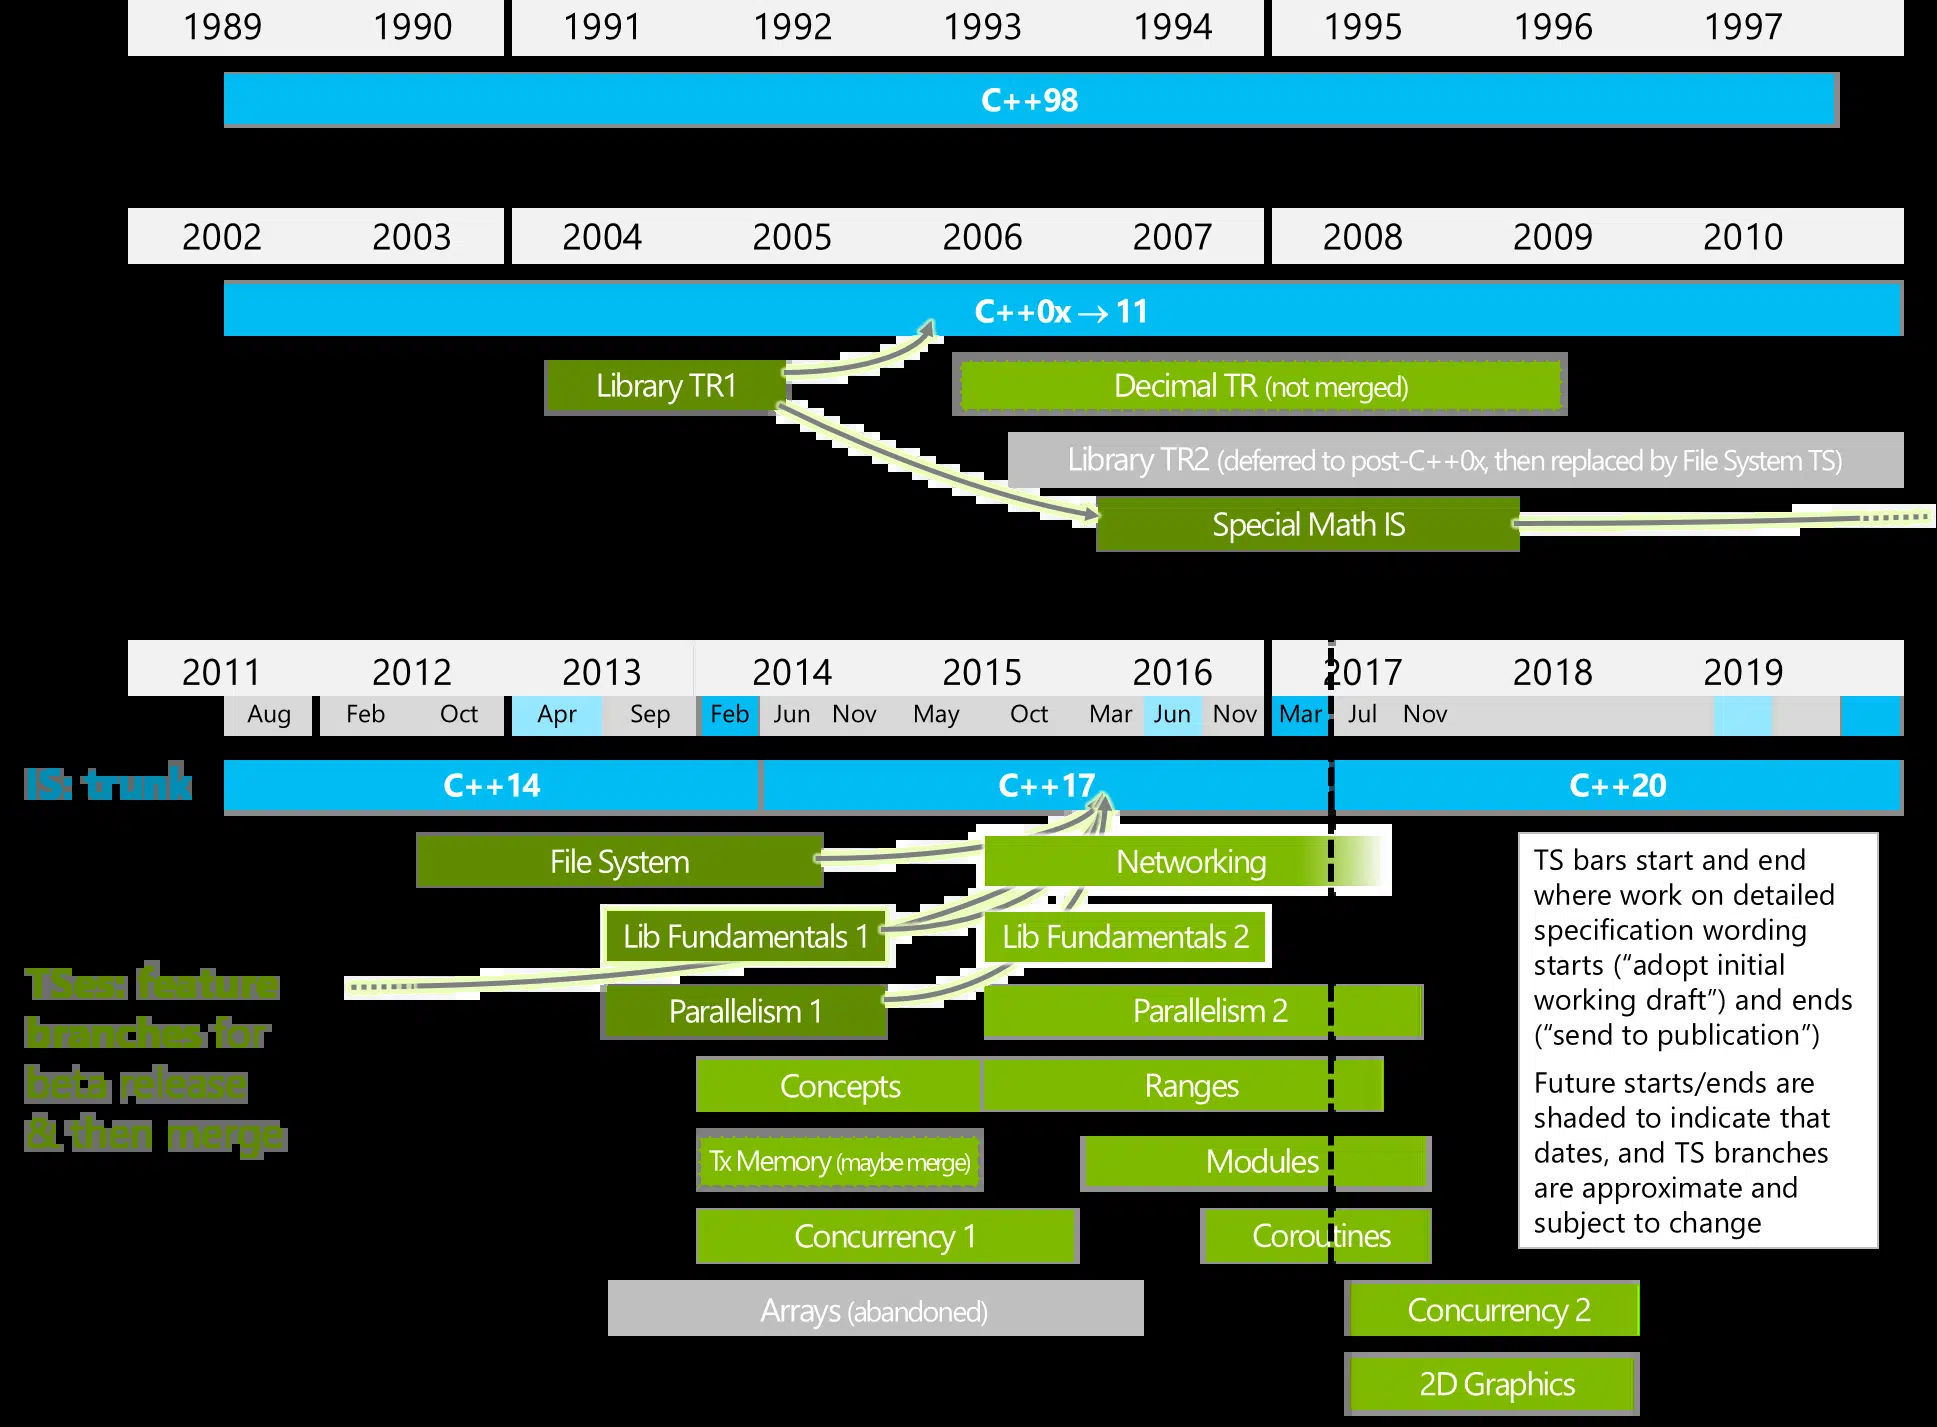 1989 1990 1991 1992 1993 1994 1995 1996 1997
C++98
2002 2003 2004 2005 2006 2007 2008 2009 2010
C++0x → 11
Library TR1
Decimal TR (not merged)
Library TR2 (deferred to post-C++0x, then replaced by File System TS)
Special Math IS
2011 2012 2013 2014 2015 2016 2017 2018 2019
Aug Feb Oct Apr Sep Feb Jun Nov May Oct Mar Jun Nov Mar Jul Nov
IS: trunk
C++14 C++17 C++20
File System Networking
Lib Fundamentals 1 Lib Fundamentals 2
Parallelism 1 Parallelism 2
Concepts Ranges
Tx Memory (maybe merge) Modules
Concurrency 1 Coroutines
Arrays (abandoned) Concurrency 2
2D Graphics
TSes: feature
branches for
beta release
& then merge
TS bars start and end
where work on detailed
specification wording
starts (“adopt initial
working draft”) and ends
(“send to publication”)
Future starts/ends are
shaded to indicate that
dates, and TS branches
are approximate and
subject to change